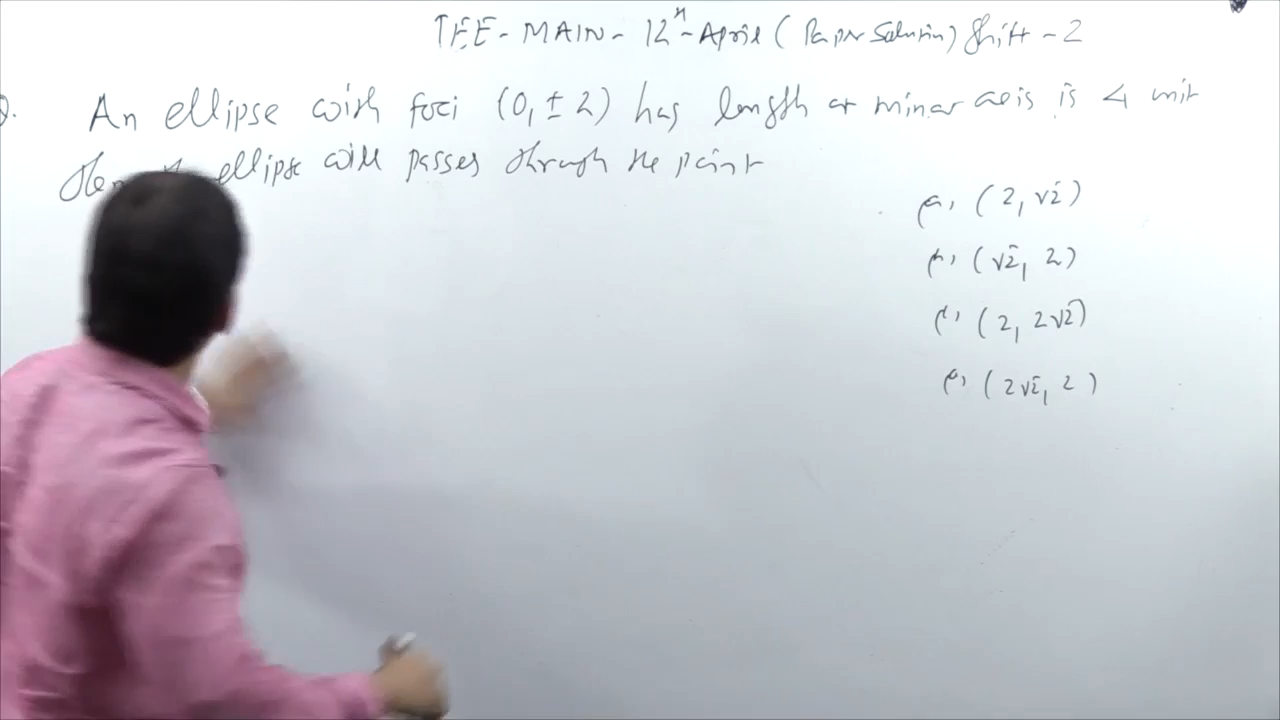 JEE - MAIN - 12th - April ( Paper Solution) Shift - 2
Q. An ellipse with foci (0, ± 2) has length of minor axis is 4 unit
then ellipse will passes through the point
a, (2, √2)
(√2, 2)
(2, 2√2)
(2√2, 2)